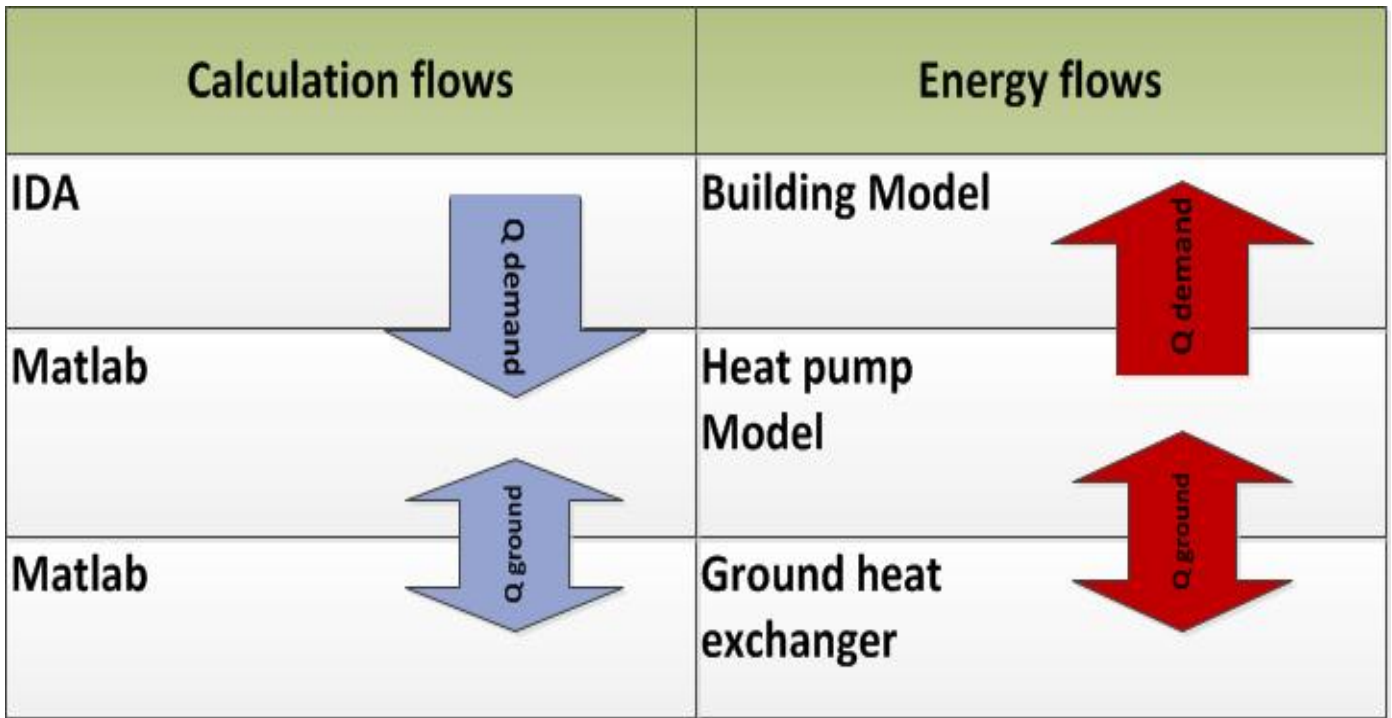 Calculation flows
Energy flows
IDA
Q demand
Building Model
Q demand
Matlab
Heat pump
Model
Q ground
Q ground
Matlab
Ground heat
exchanger